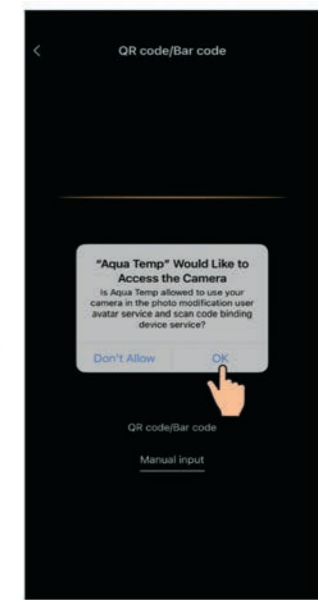 QR code/Bar code
"Aqua Temp" Would Like to
Access the Camera
Is Aqua Temp allowed to use your
camera in the photo modification user
avatar service and scan code binding
device service?
Don't Allow
OK
QR code/Bar code
Manual input